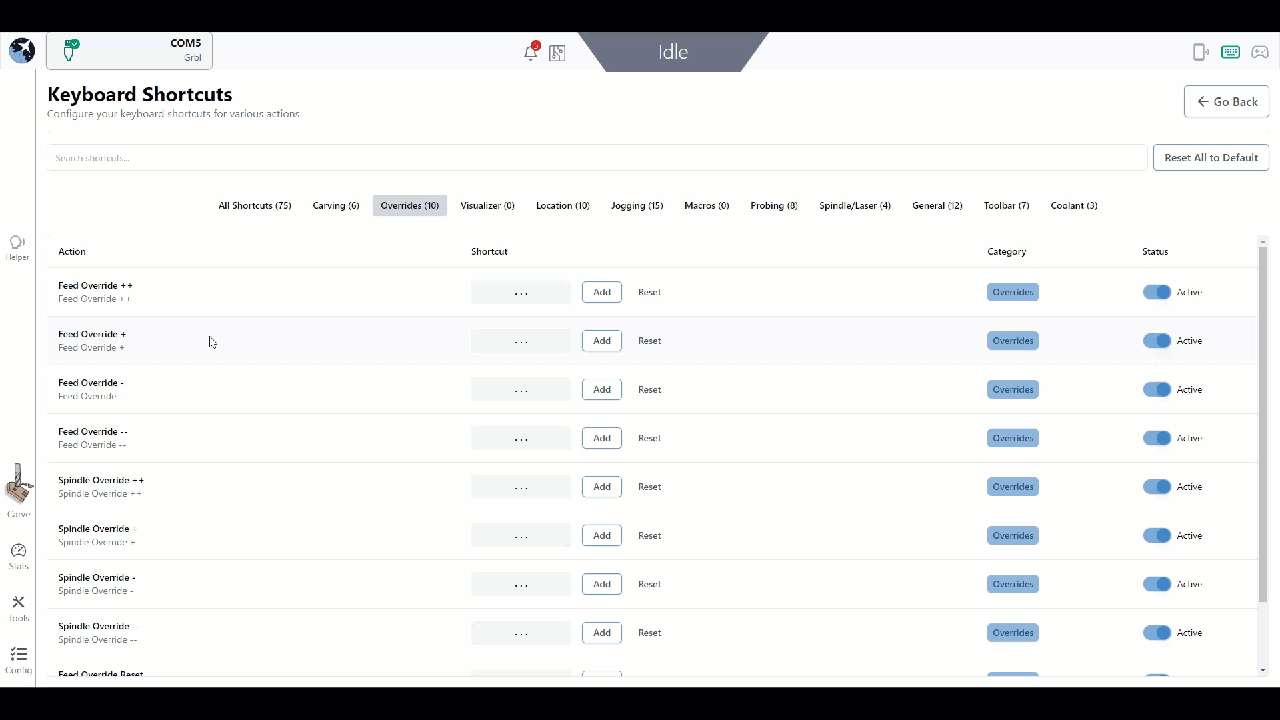 COM5
Grbl
Idle
Keyboard Shortcuts
Configure your keyboard shortcuts for various actions
Go Back
Search shortcuts...
Reset All to Default
All Shortcuts (75) Carving (6) Overrides (10) Visualizer (0) Location (10) Jogging (15) Macros (0) Probing (8) Spindle/Laser (4) General (12) Toolbar (7) Coolant (3)
Helper
Action Shortcut Category Status
Feed Override ++
Feed Override ++
... Add Reset Overrides Active
Feed Override +
Feed Override +
... Add Reset Overrides Active
Feed Override -
Feed Override
... Add Reset Overrides Active
Feed Override --
Feed Override --
... Add Reset Overrides Active
Spindle Override ++
Spindle Override ++
... Add Reset Overrides Active
Spindle Override
Spindle Override +
... Add Reset Overrides Active
Spindle Override -
Spindle Override -
... Add Reset Overrides Active
Spindle Override
Spindle Override --
... Add Reset Overrides Active
Feed Override Reset
Carve
Stats
Tools
Config